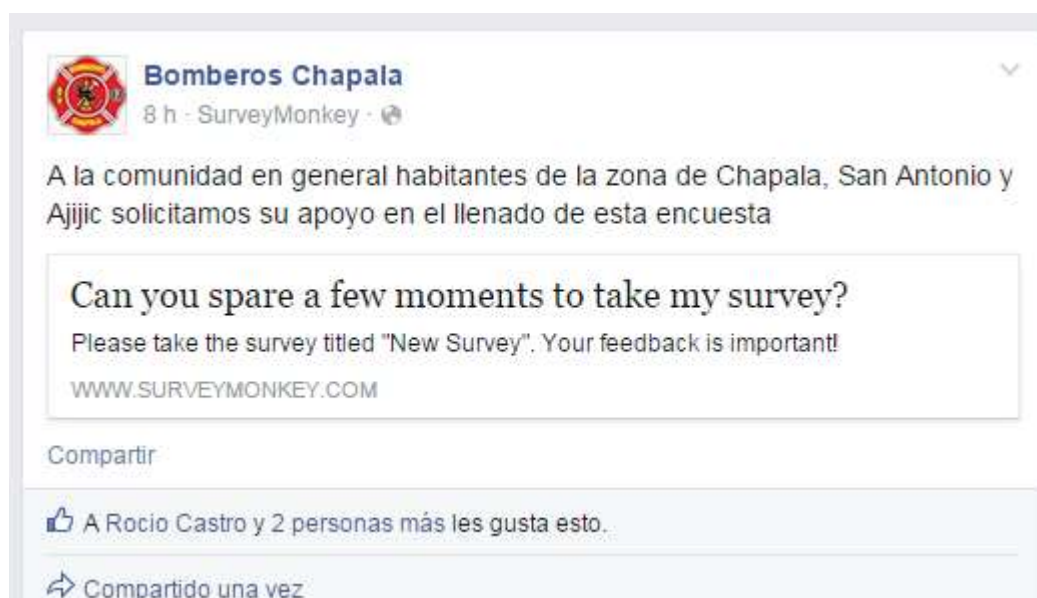 Bomberos Chapala
8 h · SurveyMonkey ·
A la comunidad en general habitantes de la zona de Chapala, San Antonio y
Ajijic solicitamos su apoyo en el llenado de esta encuesta
Can you spare a few moments to take my survey?
Please take the survey titled "New Survey". Your feedback is important!
WWW.SURVEYMONKEY.COM
Compartir
A Rocio Castro y 2 personas más les gusta esto.
Compartido una vez